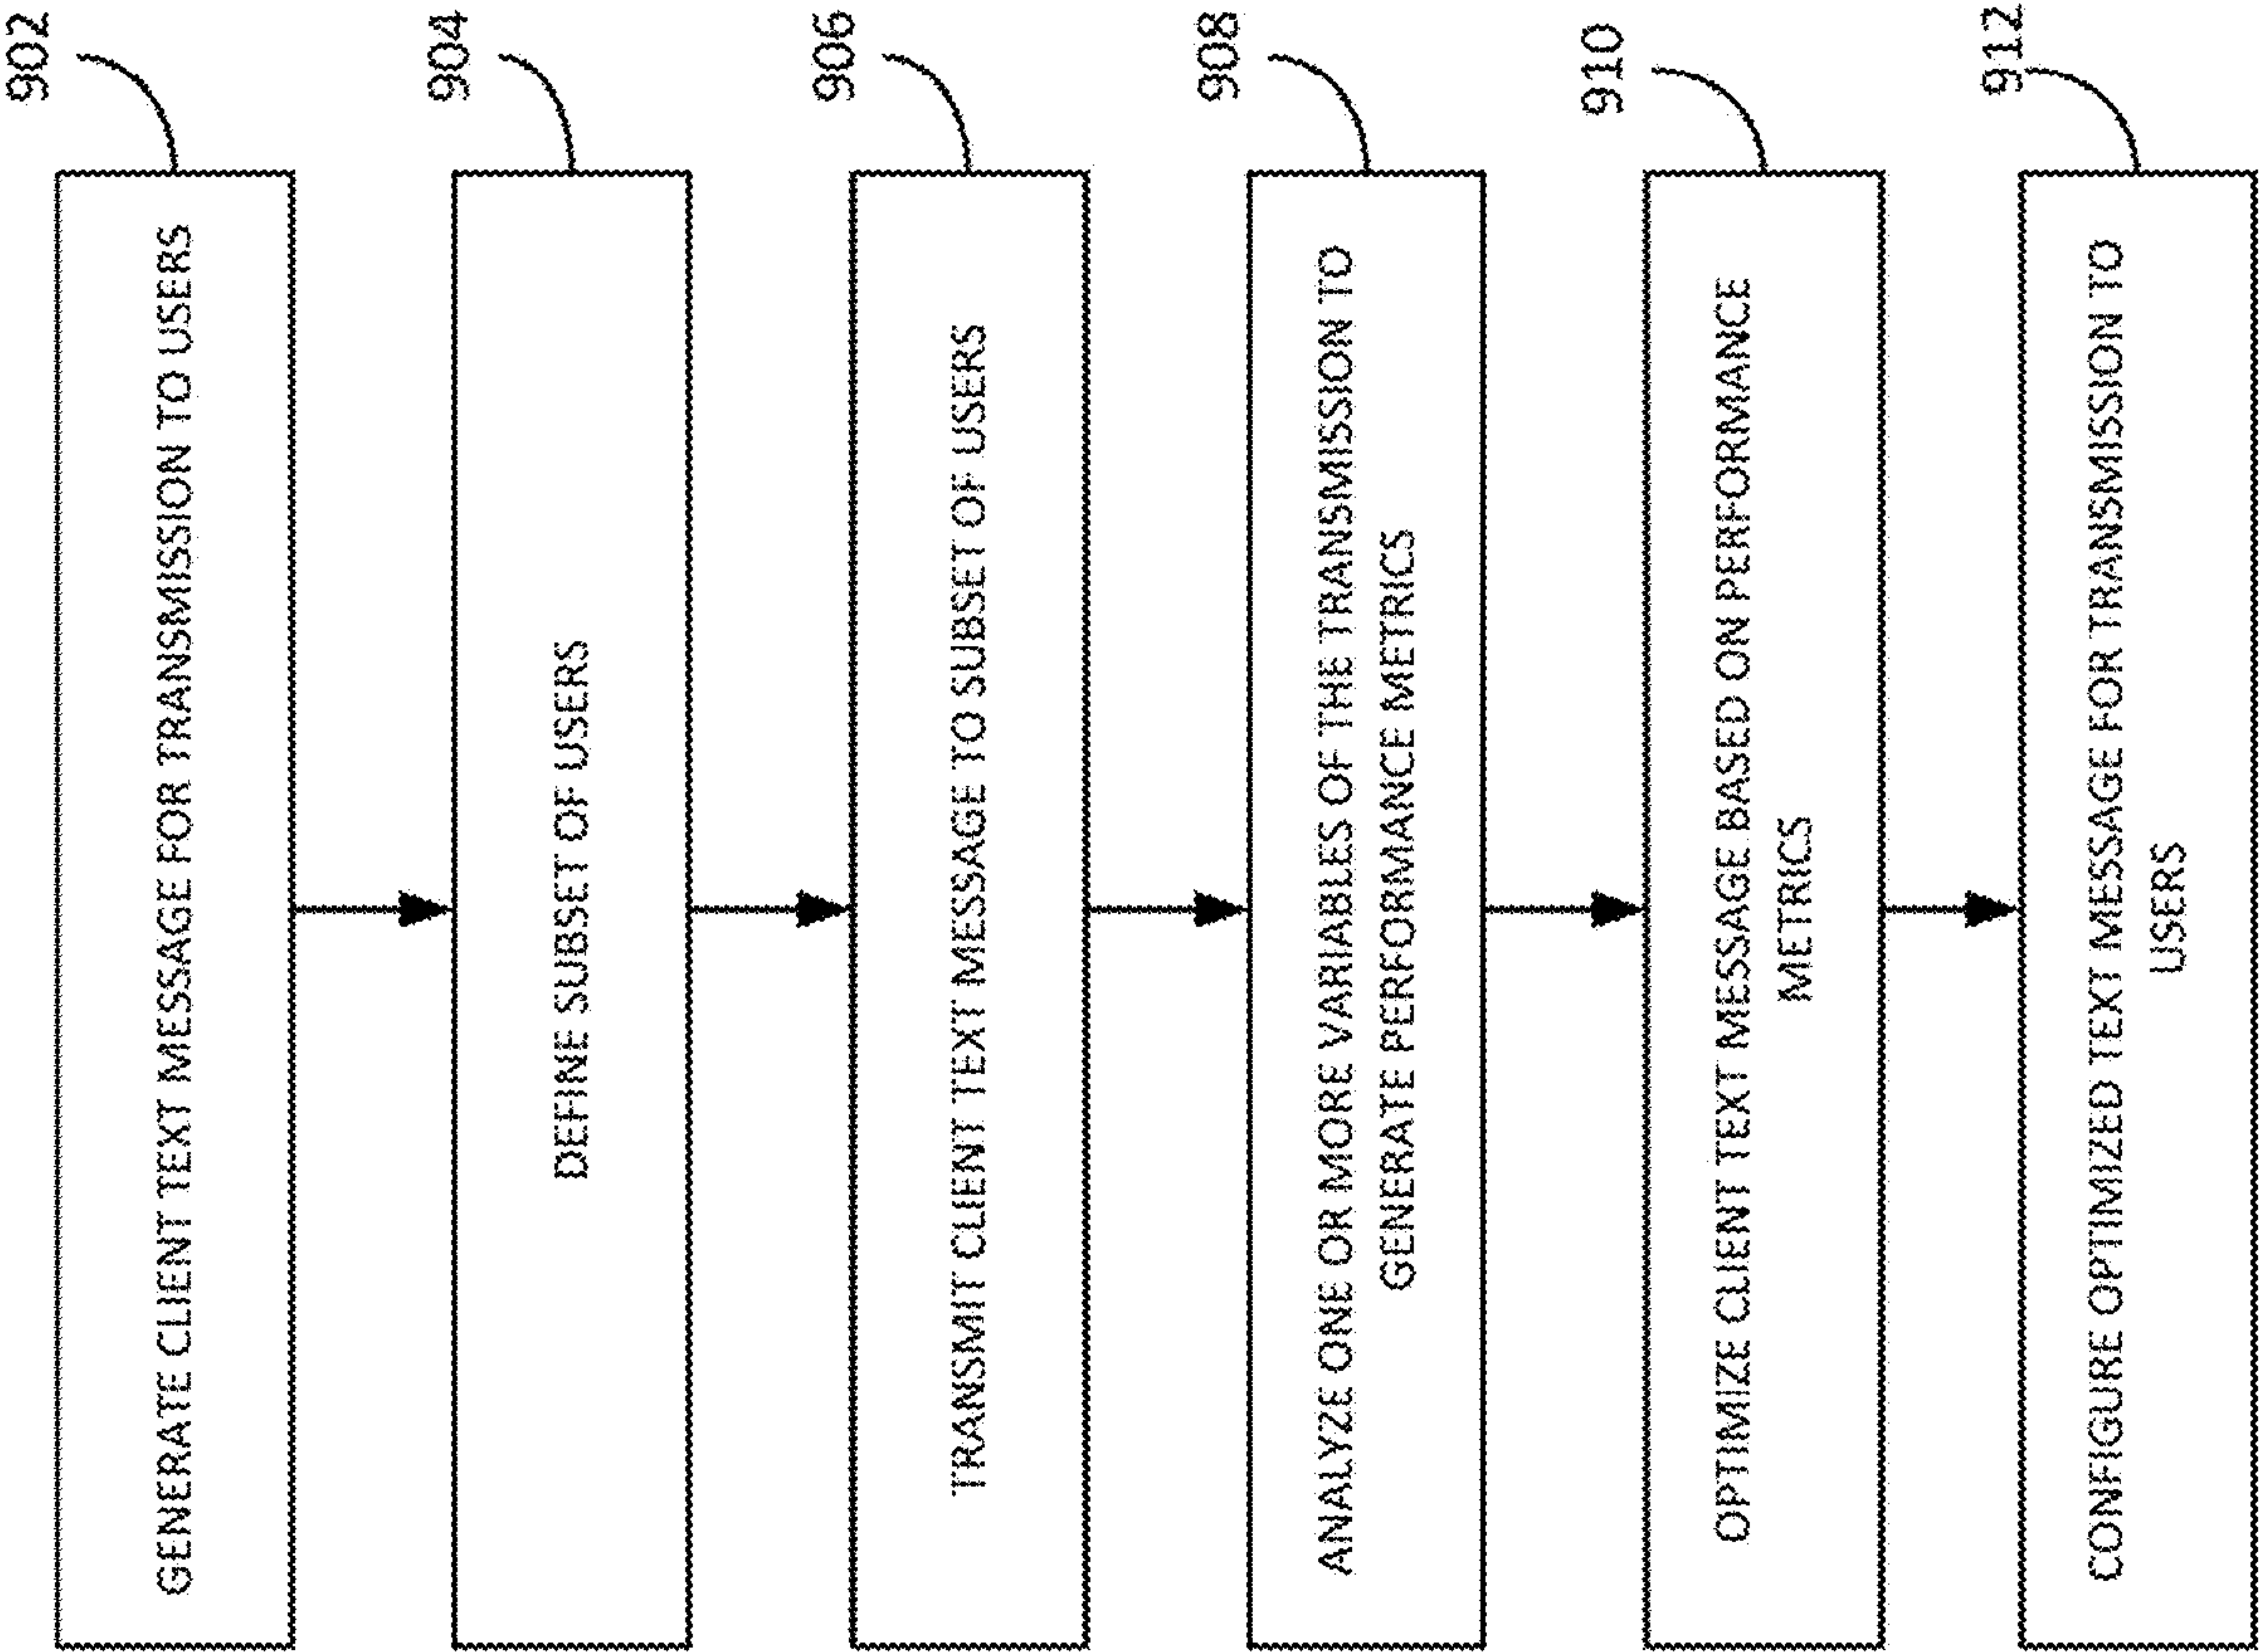 902
GENERATE CLIENT TEXT MESSAGE FOR TRANSMISSION TO USERS
904
DEFINE SUBSET OF USERS
906
TRANSMIT CLIENT TEXT MESSAGE TO SUBSET OF USERS
908
ANALYZE ONE OR MORE VARIABLES OF THE TRANSMISSION TO
GENERATE PERFORMANCE METRICS
910
OPTIMIZE CLIENT TEXT MESSAGE BASED ON PERFORMANCE
METRICS
912
CONFIGURE OPTIMIZED TEXT MESSAGE FOR TRANSMISSION TO
USERS